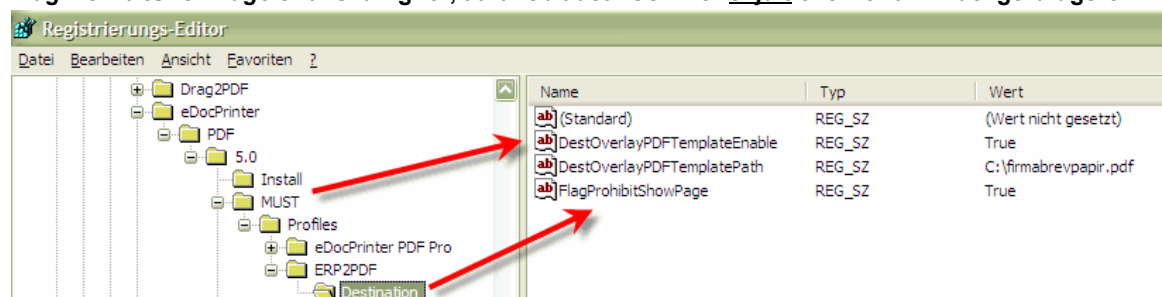 Registrierungs-Editor
Datei Bearbeiten Ansicht Favoriten ?
Drag2PDF
eDocPrinter
PDF
5.0
Install
MUST
Profiles
eDocPrinter PDF Pro
ERP2PDF
Destination
Name Typ Wert
(Standard) REG_SZ (Wert nicht gesetzt)
DestOverlayPDFTemplateEnable REG_SZ True
DestOverlayPDFTemplatePath REG_SZ C:\firmabrevpapir.pdf
FlagProhibitShowPage REG_SZ True